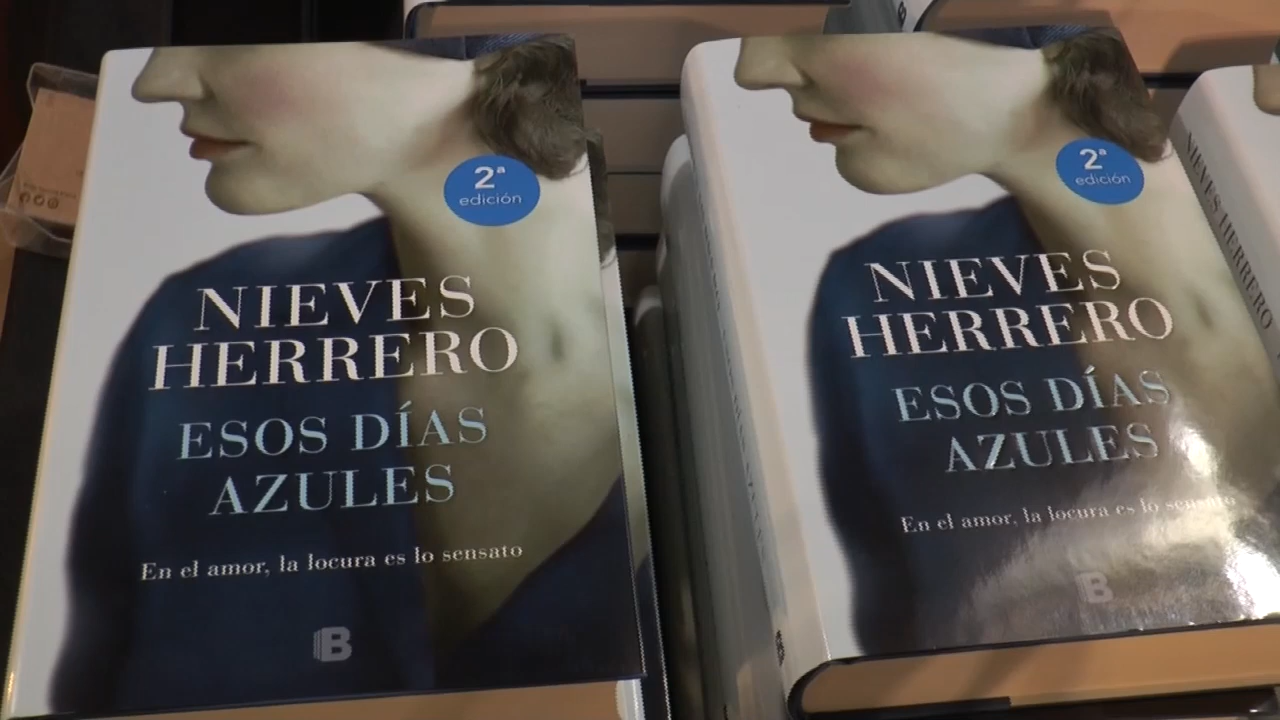 2ª
edición
NIEVES
HERRERO
ESOS DÍAS
AZULES
En el amor, la locura es lo sensato
B
2ª
edición
NIEVES
HERRERO
ESOS DÍAS
AZULES
En el amor, la locura es lo sensato
B
NIEVES HERRERO
B